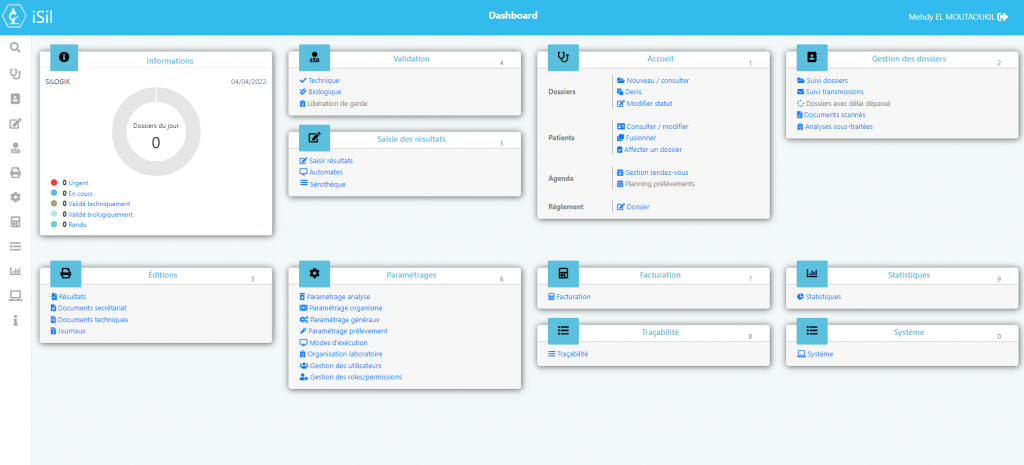 iSil
Dashboard
Mehdy EL MOUTAOUKIL
Informations
SILOGIK
04/04/2022
Dossiers du jour
0
0 Urgent
0 En cours
0 Validé techniquement
0 Validé biologiquement
0 Rendu
Validation
4
Technique
Biologique
Libération de garde
Saisie des résultats
3
Saisir résultats
Automates
Sérothèque
Accueil
1
Dossiers
Nouveau / consulter
Devis
Modifier statut
Patients
Consulter / modifier
Fusionner
Affecter un dossier
Agenda
Gestion rendez-vous
Planning prélèvements
Réglement
Dossier
Gestion des dossiers
2
Suivi dossiers
Suivi transmissions
Dossiers avec délai dépassé
Documents scannés
Analyses sous-traitées
Éditions
5
Résultats
Documents secrétariat
Documents techniques
Journaux
Paramétrages
6
Paramétrage analyse
Paramétrage organisme
Paramétrage généraux
Paramétrage prélevement
Modes d'exécution
Organisation laboratoire
Gestion des utilisateurs
Gestion des roles/permissions
Facturation
7
Facturation
Traçabilité
8
Traçabilité
Statistiques
9
Statistiques
Système
0
Système